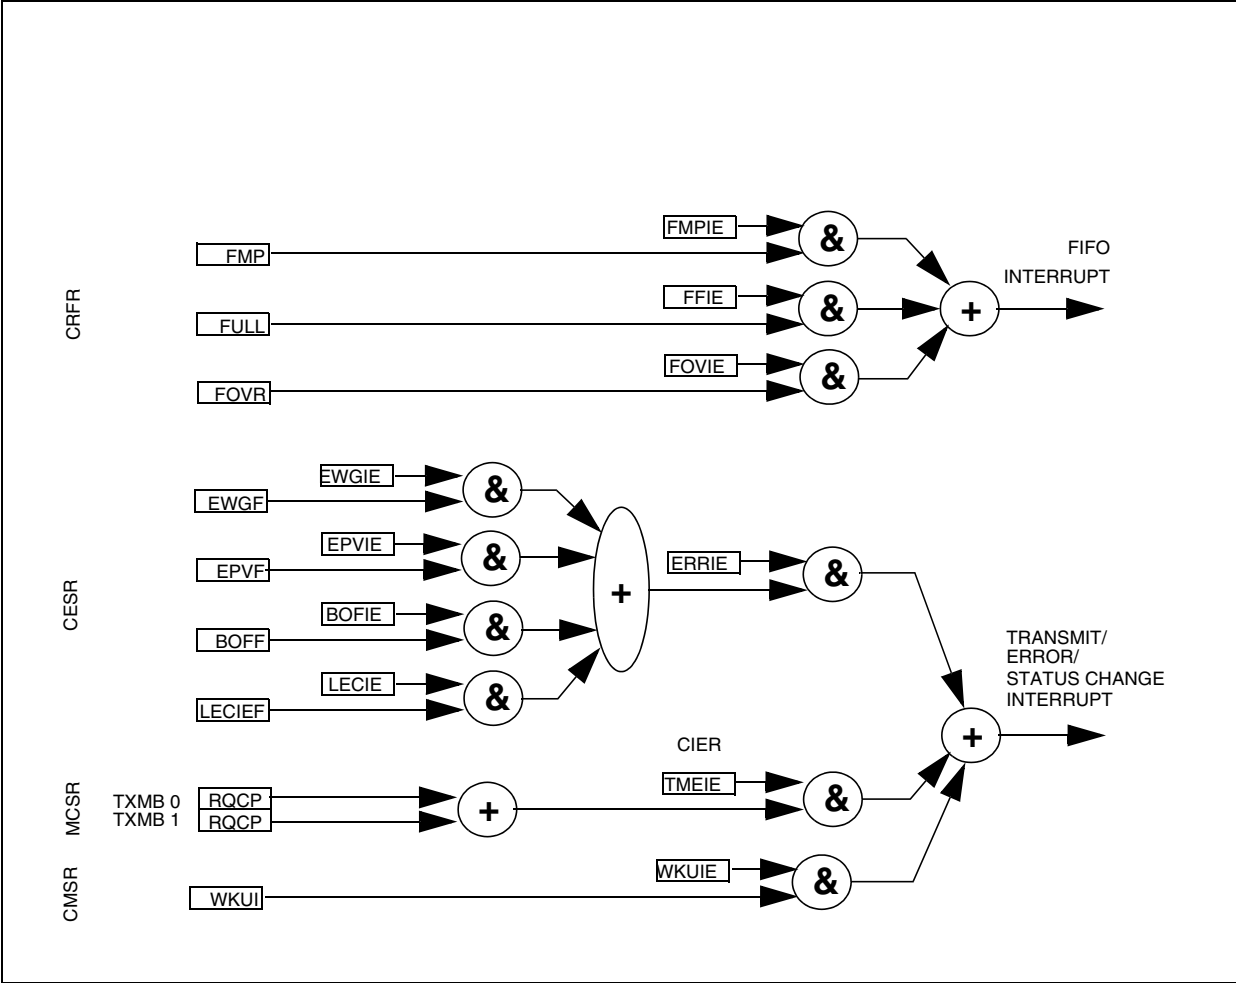 FMPIE
&
FMP
FIFO
INTERRUPT
FFIE
&
+
CRFR
FULL
FOVIE
&
FOVR
EWGIE
&
EWGF
EPVIE
&
EPVF
ERRIE
&
+
CESR
BOFIE
&
BOFF
TRANSMIT/
ERROR/
STATUS CHANGE
INTERRUPT
LECIE
&
LECIEF
+
CIER
TMEIE
&
MCSR
TXMB 0
RQCP
TXMB 1
RQCP
+
WKUIE
&
CMSR
WKUI